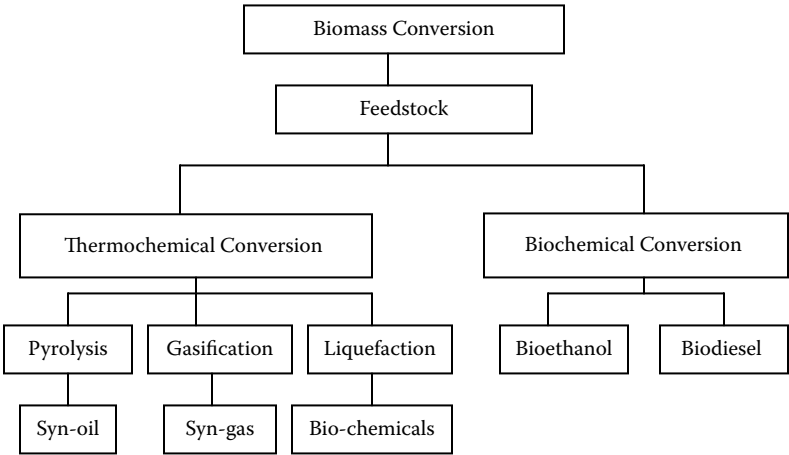 Biomass Conversion
Feedstock
Thermochemical Conversion
Biochemical Conversion
Pyrolysis
Gasification
Liquefaction
Bioethanol
Biodiesel
Syn-oil
Syn-gas
Bio-chemicals